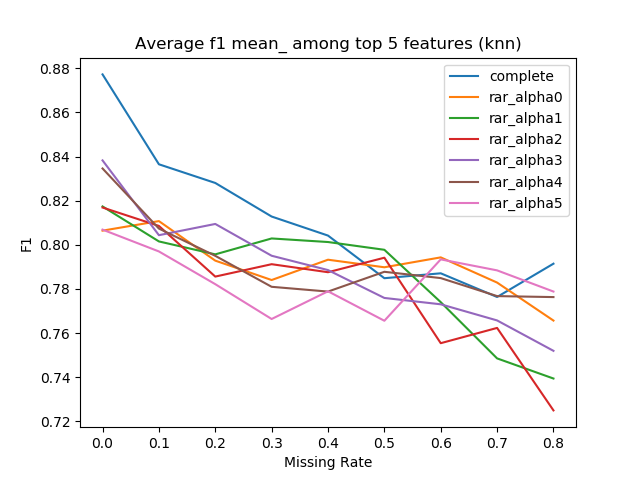 Average f1 mean_ among top 5 features (knn)
complete
rar_alpha0
rar_alpha1
rar_alpha2
rar_alpha3
rar_alpha4
rar_alpha5
0.88
0.86
0.84
0.82
0.80
0.78
0.76
0.74
0.72
F1
0.0 0.1 0.2 0.3 0.4 0.5 0.6 0.7 0.8
Missing Rate